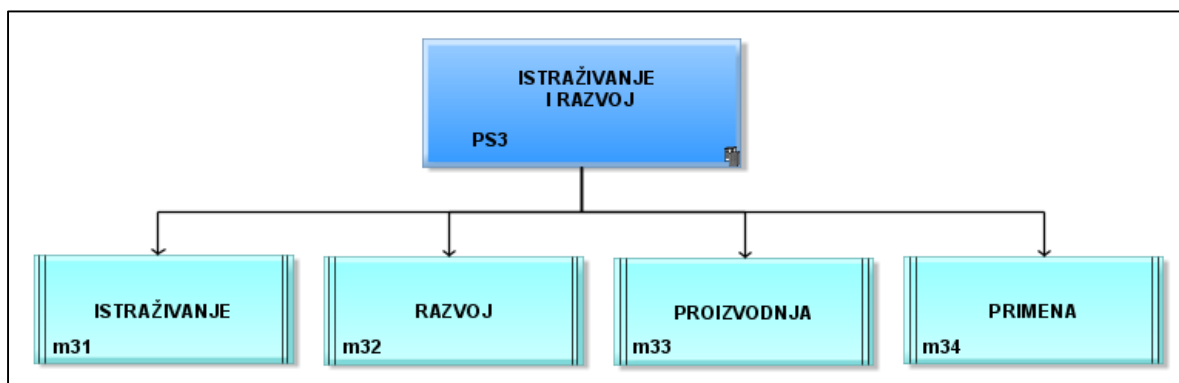 ISTRAŽIVANJE
I RAZVOJ
PS3
ISTRAŽIVANJE
m31
RAZVOJ
m32
PROIZVODNJA
m33
PRIMENA
m34